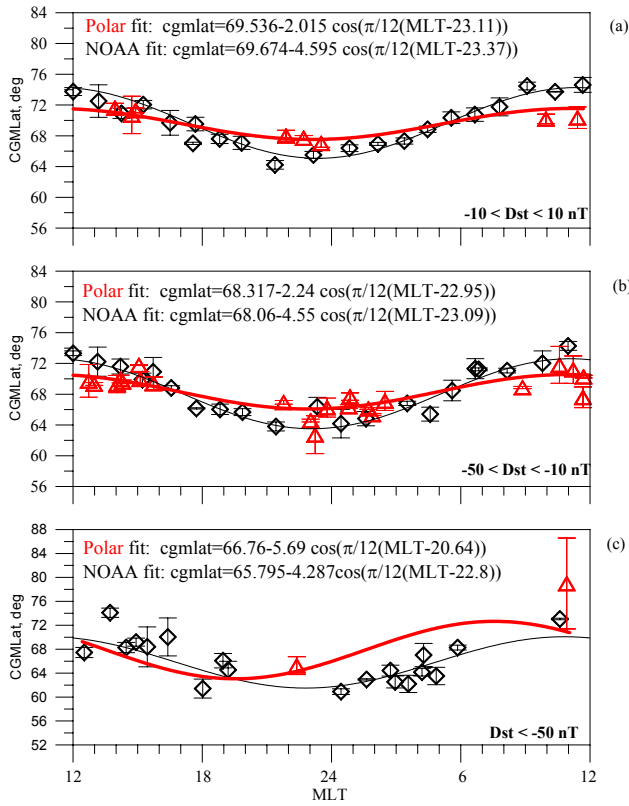 84
80
76
72
68
64
60
56
CGMLat, deg
Polar fit: cgmlat=69.536-2.015 cos(π/12(MLT-23.11)
NOAA fit: cgmlat=69.674-4.595 cos(π/12(MLT-23.37))
(a)
-10 < Dst < 10 nT
84
80
76
72
68
64
60
56
CGMLat, deg
Polar fit: cgmlat=68.317-2.24 cos(π/12(MLT-22.95))
NOAA fit: cgmlat=68.06-4.55 cos(π/12(MLT-23.09))
(b)
-50 < Dst < -10 nT
88
84
80
76
72
68
64
60
56
52
CGMLat, deg
Polar fit: cgmlat=66.76-5.69 cos(π/12(MLT-20.64))
NOAA fit: cgmlat=65.795-4.287cos(π/12(MLT-22.8))
(c)
Dst < -50 nT
12 18 24 6 12
MLT